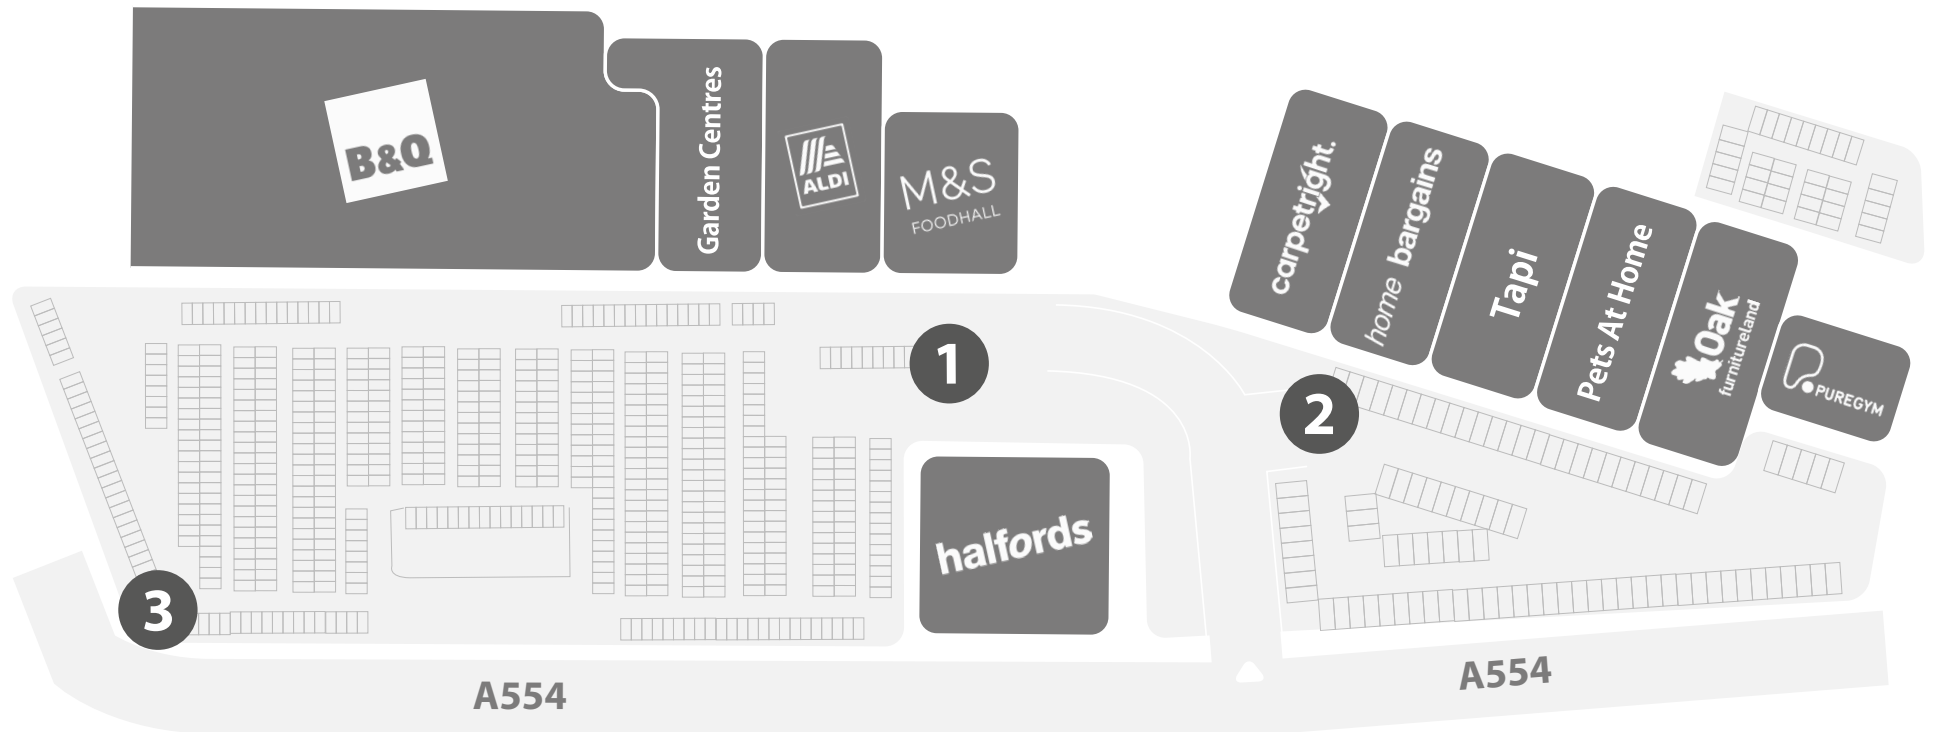 B&Q
Garden Centres
ALDI
M&S
FOODHALL
carpetright.
home bargains
Tapi
Pets At Home
Oak
furnitureland
PUREGYM
1
2
halfords
3
A554
A554